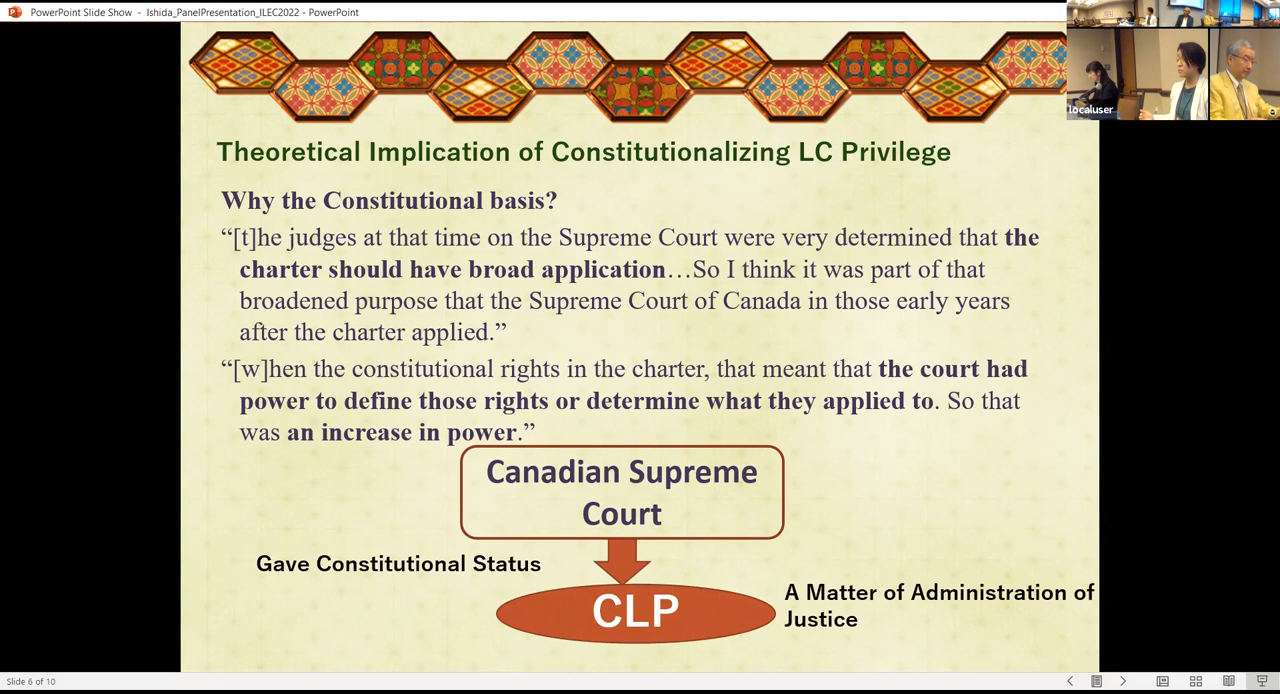 PowerPoint Slide Show - Ishida_PanelPresentation_ILEC2022 - PowerPoint
localuser
Theoretical Implication of Constitutionalizing LC Privilege
Why the Constitutional basis?
“[t]he judges at that time on the Supreme Court were very determined that the
charter should have broad application…So I think it was part of that
broadened purpose that the Supreme Court of Canada in those early years
after the charter applied.”
“[w]hen the constitutional rights in the charter, that meant that the court had
power to define those rights or determine what they applied to. So that
was an increase in power.”
Canadian Supreme
Court
Gave Constitutional Status
CLP
A Matter of Administration of
Justice
Slide 6 of 10